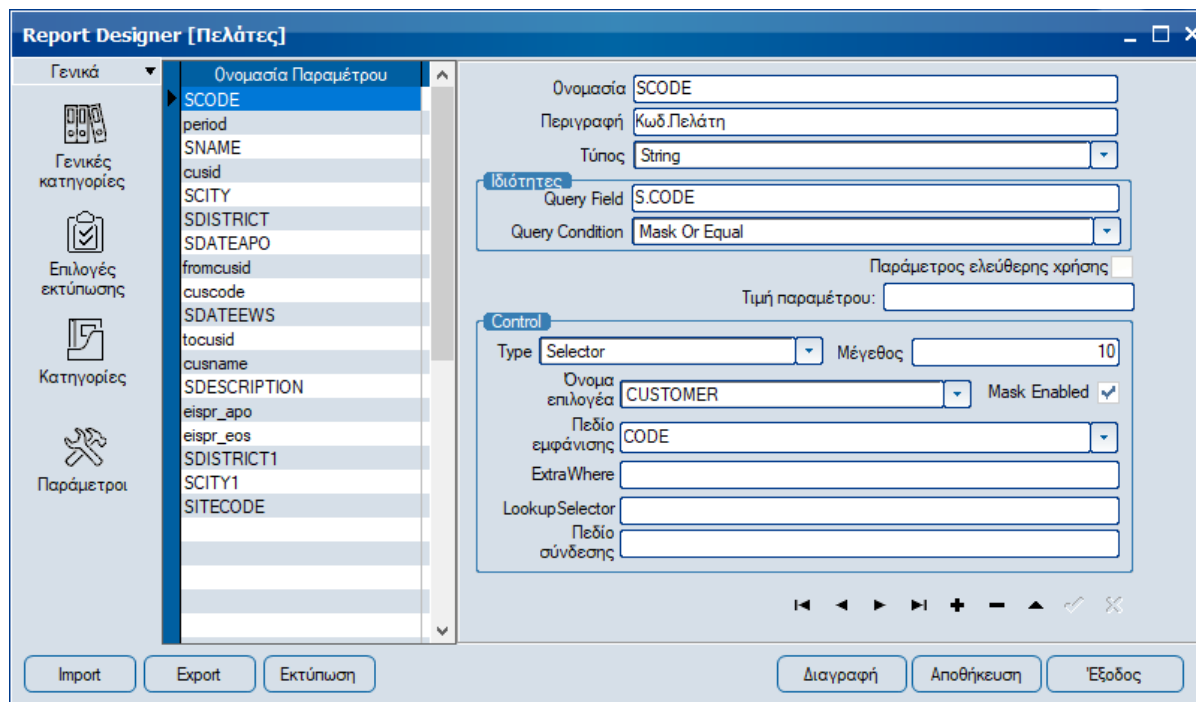 Report Designer [Πελάτες]
Γενικά
Γενικές
κατηγορίες
Επιλογές
εκτύπωσης
Κατηγορίες
Παράμετροι
Ονομασία Παραμέτρου
SCODE
period
SNAME
cusid
SCITY
SDISTRICT
SDATEAPO
fromcusid
cuscode
SDATEEWS
tocusid
cusname
SDESCRIPTION
eispr_apo
eispr_eos
SDISTRICT1
SCITY1
SITECODE
Ονομασία SCODE
Περιγραφή Κωδ.Πελάτη
Τύπος String
Ιδιότητες
Query Field S.CODE
Query Condition Mask Or Equal
Παράμετρος ελεύθερης χρήσης
Τιμή παραμέτρου:
Control
Type Selector Μέγεθος 10
Όνομα
επιλογέα CUSTOMER Mask Enabled
Πεδίο
εμφάνισης CODE
ExtraWhere
LookupSelector
Πεδίο
σύνδεσης
Import Export Εκτύπωση Διαγραφή Αποθήκευση Έξοδος